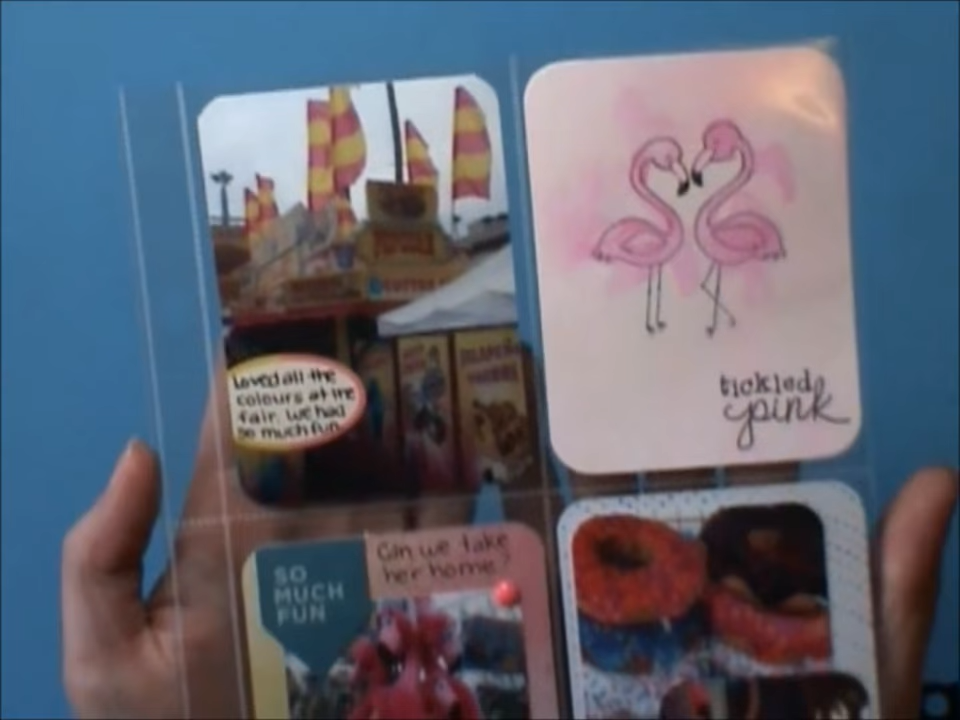 Loved all the
colours at the
fair. We had
so much fun
tickled
pink
SO
MUCH
FUN
Can we take
her home?